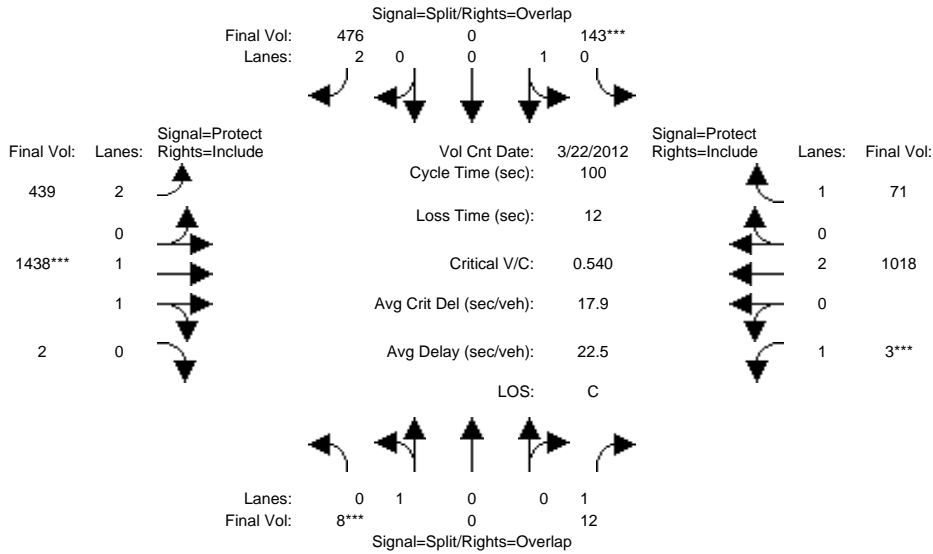 Signal=Split/Rights=Overlap
Final Vol: 476 0 143***
Lanes: 2 0 0 1 0
Signal=Protect
Final Vol: Lanes: Rights=Include
Vol Cnt Date: 3/22/2012
Signal=Protect
Rights=Include Lanes: Final Vol:
Cycle Time (sec): 100
439 2
1 71
Loss Time (sec): 12
0
0
1438*** 1
Critical V/C: 0.540
2 1018
1
Avg Crit Del (sec/veh): 17.9
0
2 0
Avg Delay (sec/veh): 22.5
1 3***
LOS: C
Lanes: 0 1 0 0 1
Final Vol: 8*** 0 12
Signal=Split/Rights=Overlap